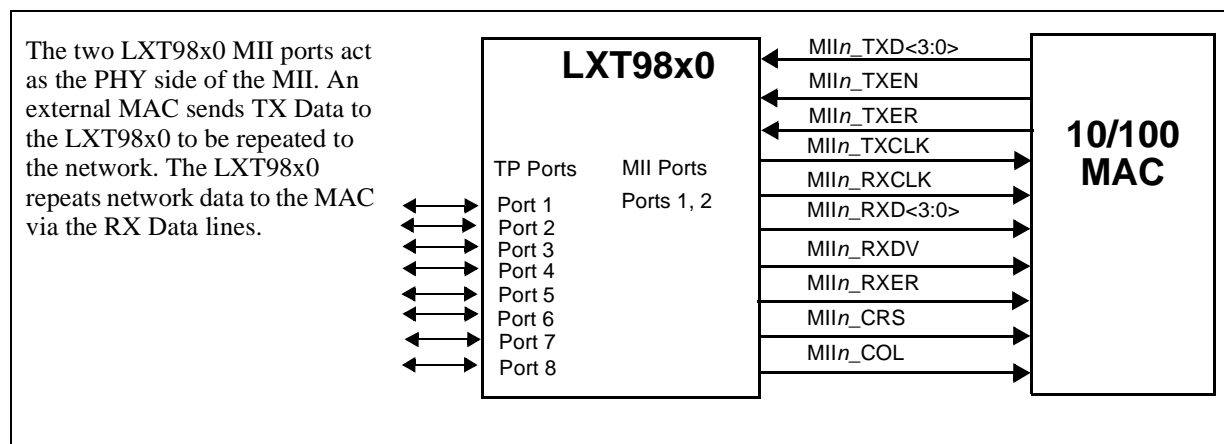 The two LXT98x0 MII ports act
as the PHY side of the MII. An
external MAC sends TX Data to
the LXT98x0 to be repeated to
the network. The LXT98x0
repeats network data to the MAC
via the RX Data lines.
LXT98x0
TP Ports
Port 1
Port 2
Port 3
Port 4
Port 5
Port 6
Port 7
Port 8
MII Ports
Ports 1, 2
MIIn_TXD<3:0>
MIIn_TXEN
MIIn_TXER
MIIn_TXCLK
MIIn_RXCLK
MIIn_RXD<3:0>
MIIn_RXDV
MIIn_RXER
MIIn_CRS
MIIn_COL
10/100
MAC